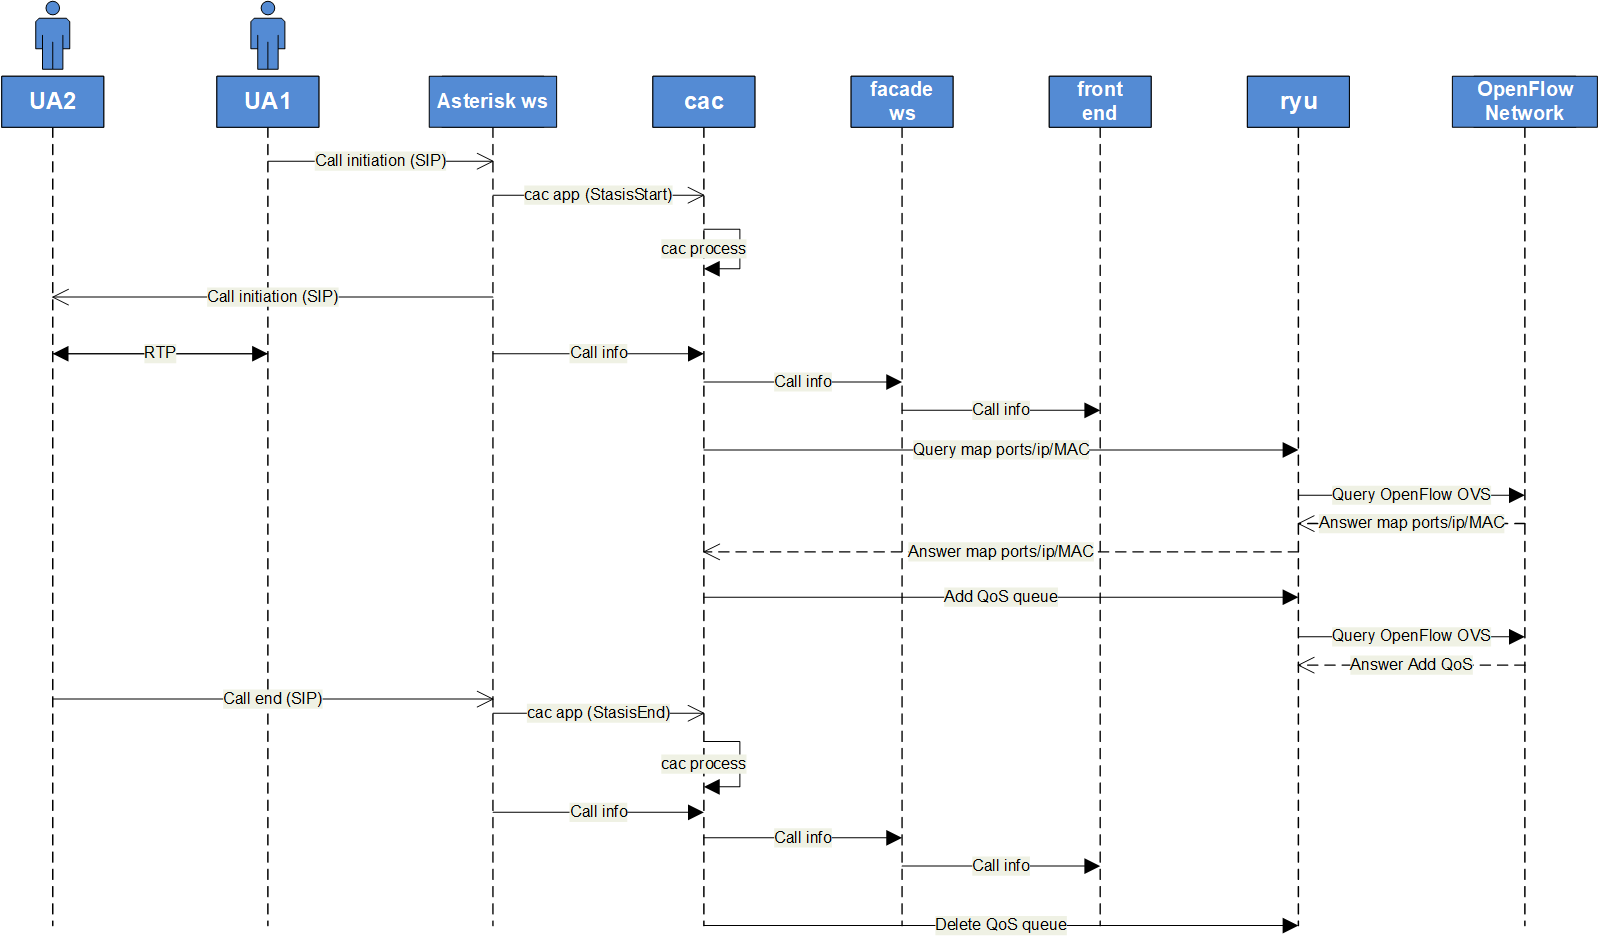 UA2
UA1
Asterisk ws
cac
facade
ws
front
end
ryu
OpenFlow
Network
Call initiation (SIP)
cac app (StasisStart)
cac process
Call initiation (SIP)
RTP
Call info
Call info
Call info
Query map ports/ip/MAC
Query OpenFlow OVS
Answer map ports/ip/MAC
Answer map ports/ip/MAC
Add QoS queue
Query OpenFlow OVS
Answer Add QoS
Call end (SIP)
cac app (StasisEnd)
cac process
Call info
Call info
Call info
Delete QoS queue